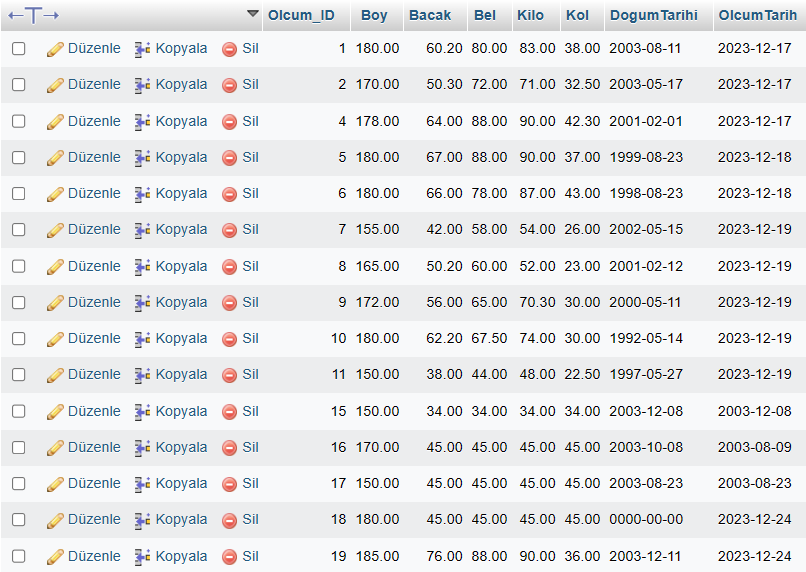 Olcum_ID Boy Bacak Bel Kilo Kol DogumTarihi OlcumTarih
Düzenle Kopyala Sil 1 180.00 60.20 80.00 83.00 38.00 2003-08-11 2023-12-17
Düzenle Kopyala Sil 2 170.00 50.30 72.00 71.00 32.50 2003-05-17 2023-12-17
Düzenle Kopyala Sil 4 178.00 64.00 88.00 90.00 42.30 2001-02-01 2023-12-17
Düzenle Kopyala Sil 5 180.00 67.00 88.00 90.00 37.00 1999-08-23 2023-12-18
Düzenle Kopyala Sil 6 180.00 66.00 78.00 87.00 43.00 1998-08-23 2023-12-18
Düzenle Kopyala Sil 7 155.00 42.00 58.00 54.00 26.00 2002-05-15 2023-12-19
Düzenle Kopyala Sil 8 165.00 50.20 60.00 52.00 23.00 2001-02-12 2023-12-19
Düzenle Kopyala Sil 9 172.00 56.00 65.00 70.30 30.00 2000-05-11 2023-12-19
Düzenle Kopyala Sil 10 180.00 62.20 67.50 74.00 30.00 1992-05-14 2023-12-19
Düzenle Kopyala Sil 11 150.00 38.00 44.00 48.00 22.50 1997-05-27 2023-12-19
Düzenle Kopyala Sil 15 150.00 34.00 34.00 34.00 34.00 2003-12-08 2003-12-08
Düzenle Kopyala Sil 16 170.00 45.00 45.00 45.00 45.00 2003-10-08 2003-08-09
Düzenle Kopyala Sil 17 150.00 45.00 45.00 45.00 45.00 2003-08-23 2003-08-23
Düzenle Kopyala Sil 18 180.00 45.00 45.00 45.00 45.00 0000-00-00 2023-12-24
Düzenle Kopyala Sil 19 185.00 76.00 88.00 90.00 36.00 2003-12-11 2023-12-24